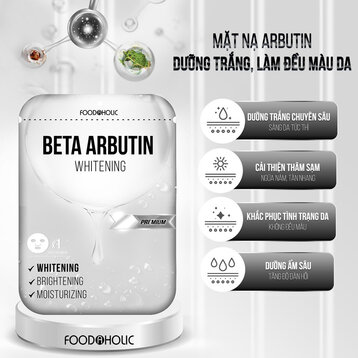 MẶT NẠ ARBUTIN
DƯỠNG TRẮNG, LÀM ĐỀU MÀU DA
FOODAHOLIC
BETA ARBUTIN
WHITENING
PREMIUM
✓ WHITENING
✓ BRIGHTENING
✓ MOISTURIZING
DƯỠNG TRẮNG CHUYÊN SÂU
SÁNG DA TỨC THÌ
CẢI THIỆN THÂM SẠM
NGỪA NÁM, TÀN NHANG
KHẮC PHỤC TÌNH TRẠNG DA
KHÔNG ĐỀU MÀU
DƯỠNG ẨM SÂU
TĂNG ĐỘ ĐÀN HỒI
FOODAHOLIC